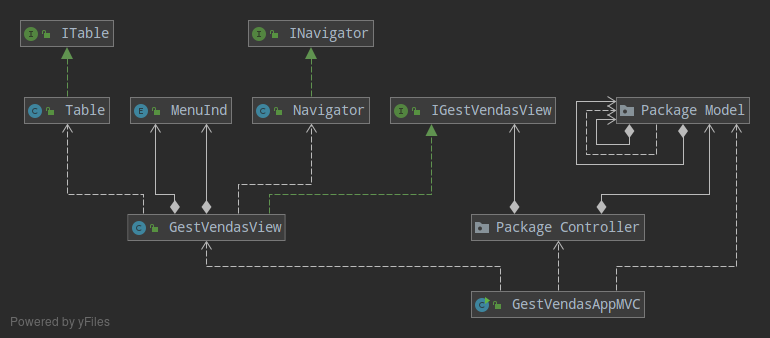 ITable
INavigator
Table
MenuInd
Navigator
IGestVendasView
Package Model
GestVendasView
Package Controller
GestVendasAppMVC
Powered by yFiles